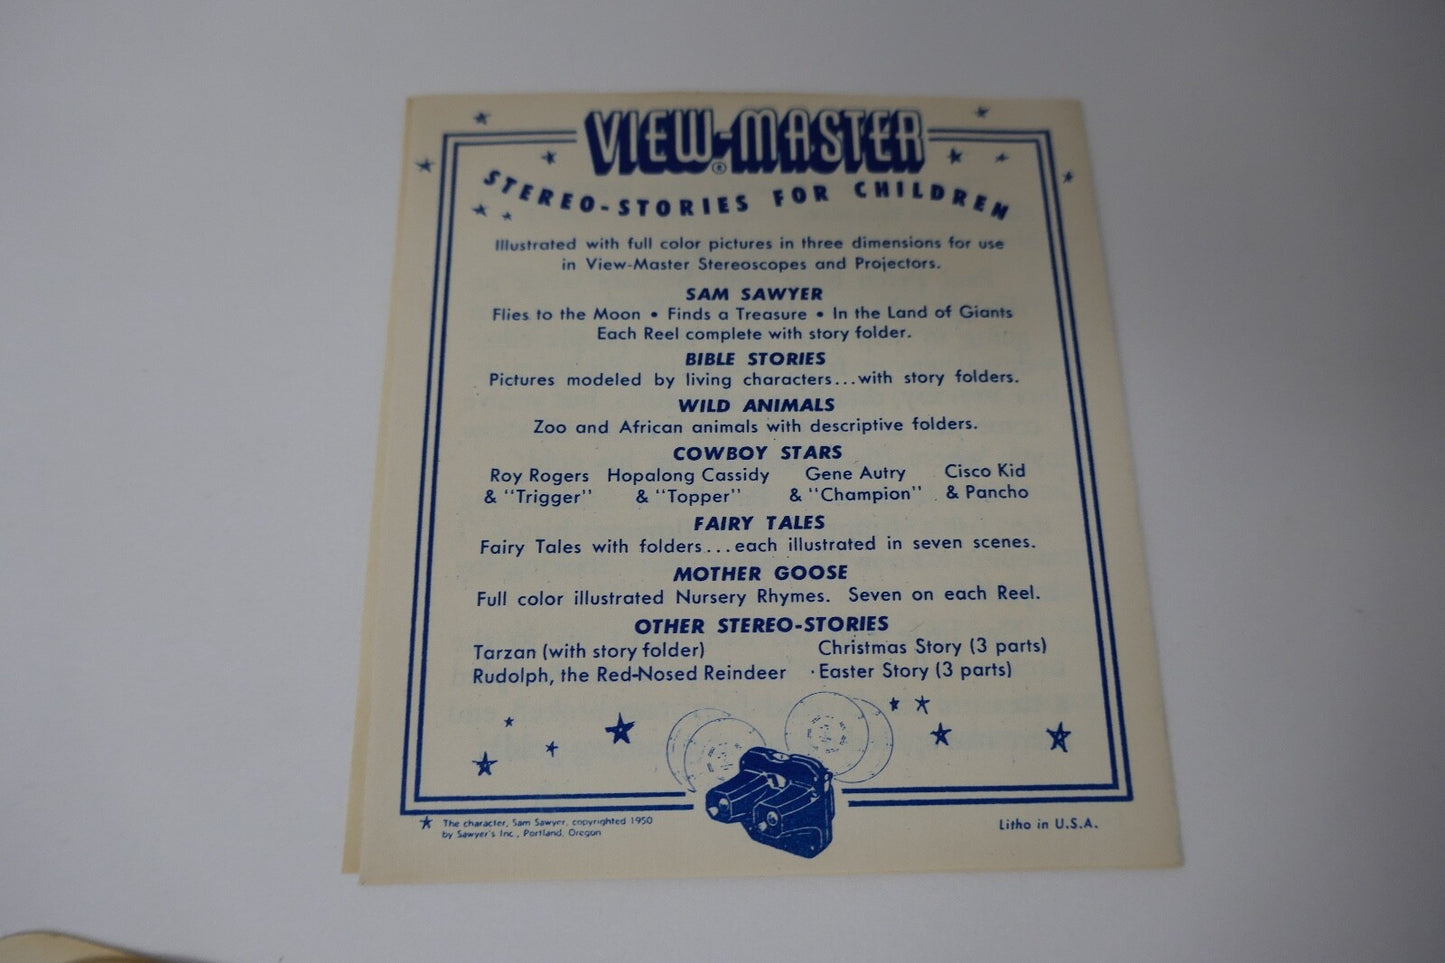 VIEW-MASTER®
STEREO-STORIES FOR CHILDREN
Illustrated with full color pictures in three dimensions for use
in View-Master Stereoscopes and Projectors.
SAM SAWYER
Flies to the Moon • Finds a Treasure • In the Land of Giants
Each Reel complete with story folder.
BIBLE STORIES
Pictures modeled by living characters...with story folders.
WILD ANIMALS
Zoo and African animals with descriptive folders.
COWBOY STARS
Roy Rogers Hopalong Cassidy Gene Autry Cisco Kid
& "Trigger" & "Topper" & "Champion" & Pancho
FAIRY TALES
Fairy Tales with folders...each illustrated in seven scenes.
MOTHER GOOSE
Full color illustrated Nursery Rhymes. Seven on each Reel.
OTHER STEREO-STORIES
Tarzan (with story folder) Christmas Story (3 parts)
Rudolph, the Red-Nosed Reindeer Easter Story (3 parts)
The character, Sam Sawyer, copyrighted 1950
by Sawyer's Inc., Portland, Oregon
Litho in U.S.A.